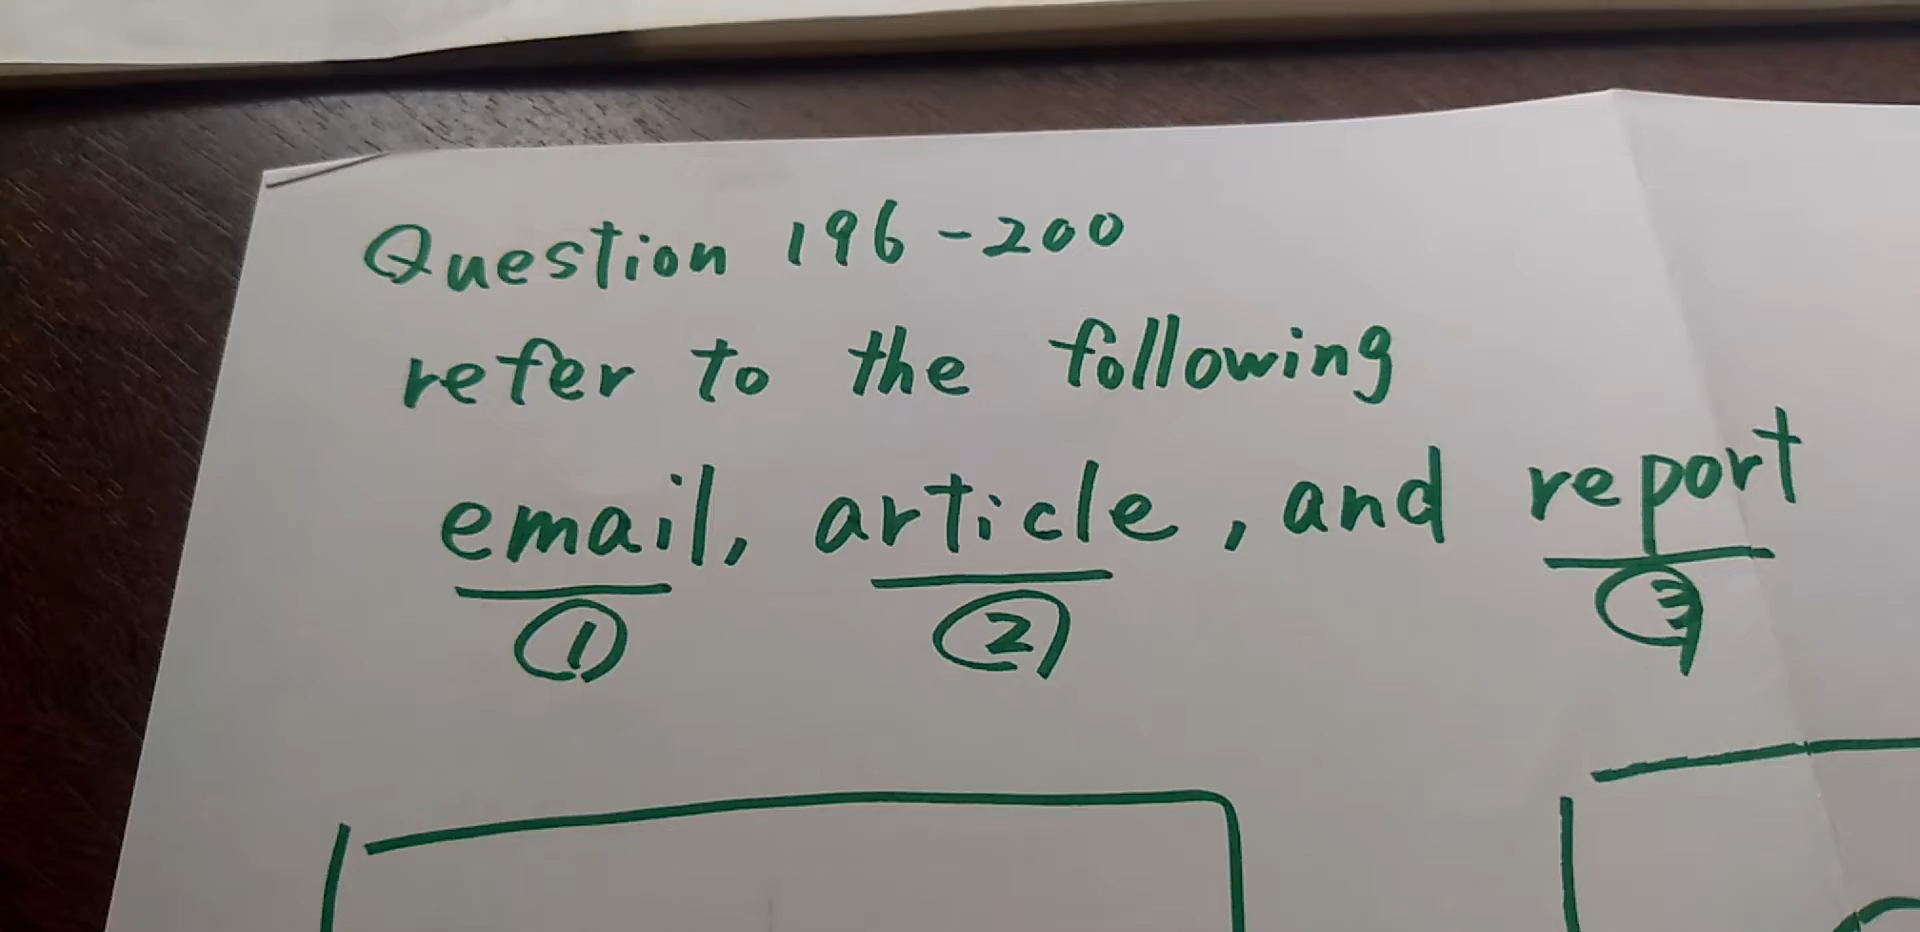 Question 196-200
refer to the following
email, article, and report
① ② ③